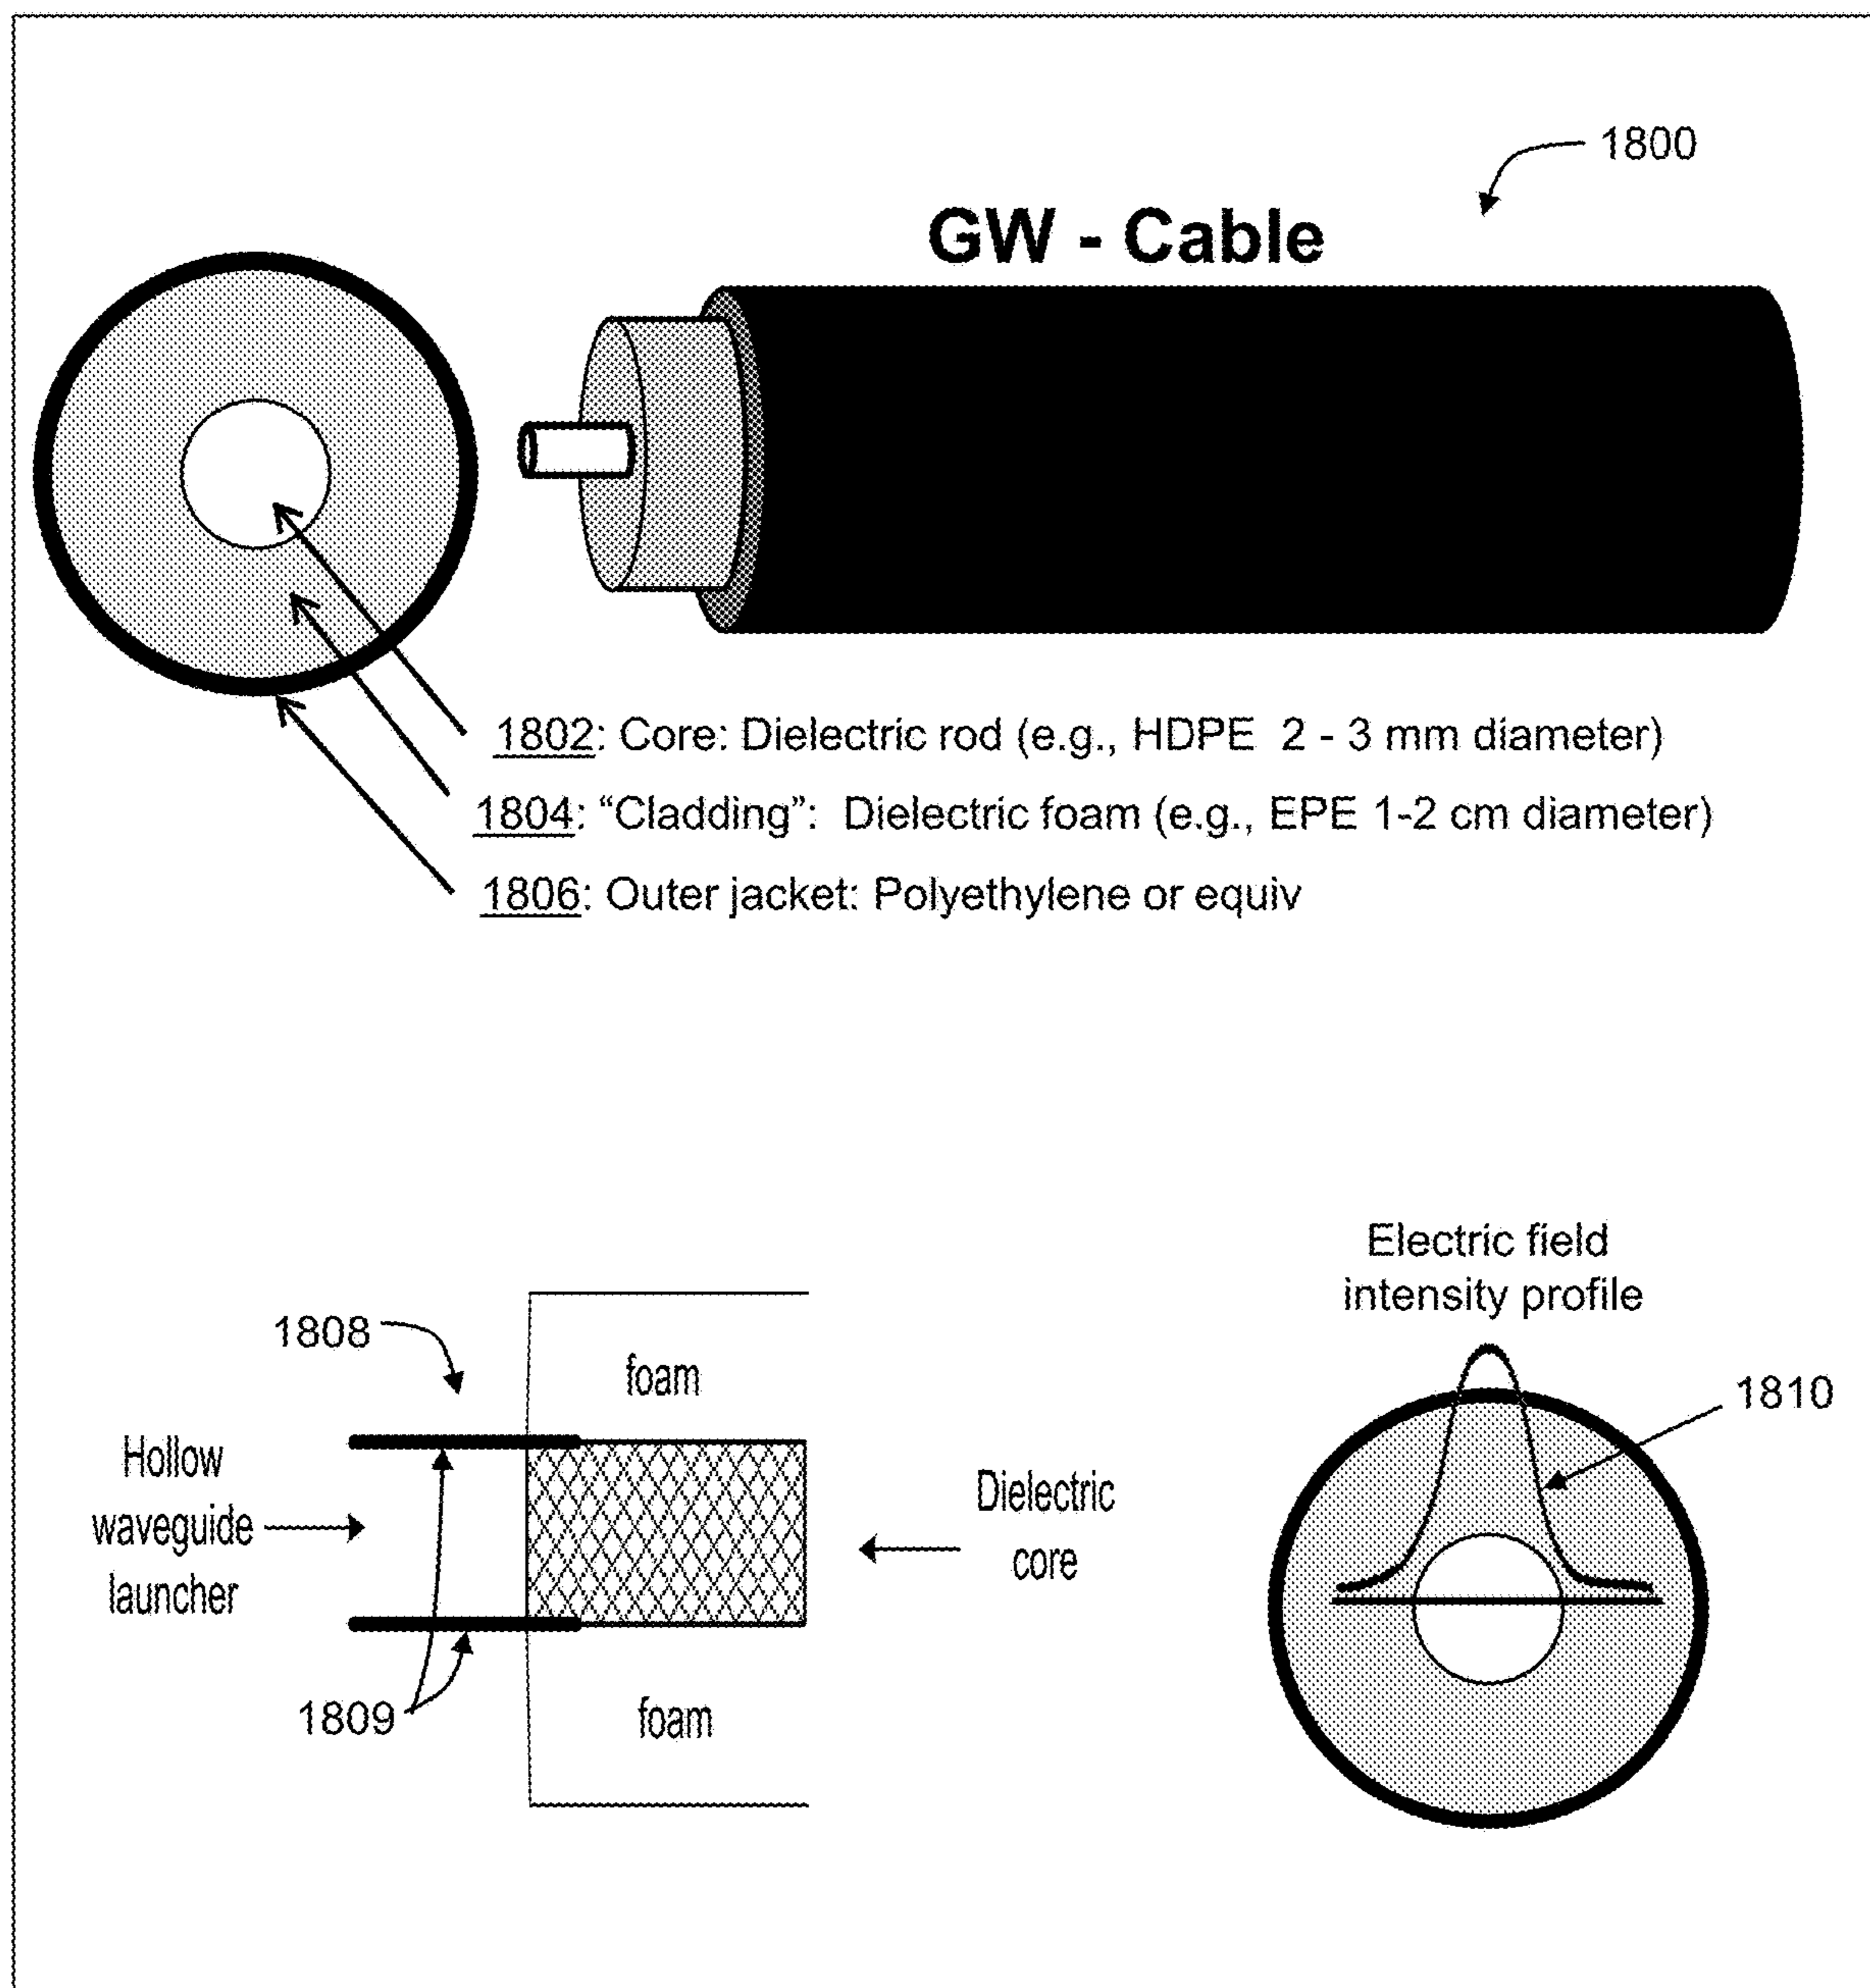 1800
GW - Cable
1802: Core: Dielectric rod (e.g., HDPE 2 - 3 mm diameter)
1804: “Cladding”: Dielectric foam (e.g., EPE 1-2 cm diameter)
1806: Outer jacket: Polyethylene or equiv
Electric field
intensity profile
1808
foam
1810
Hollow
waveguide
launcher
Dielectric
core
1809
foam